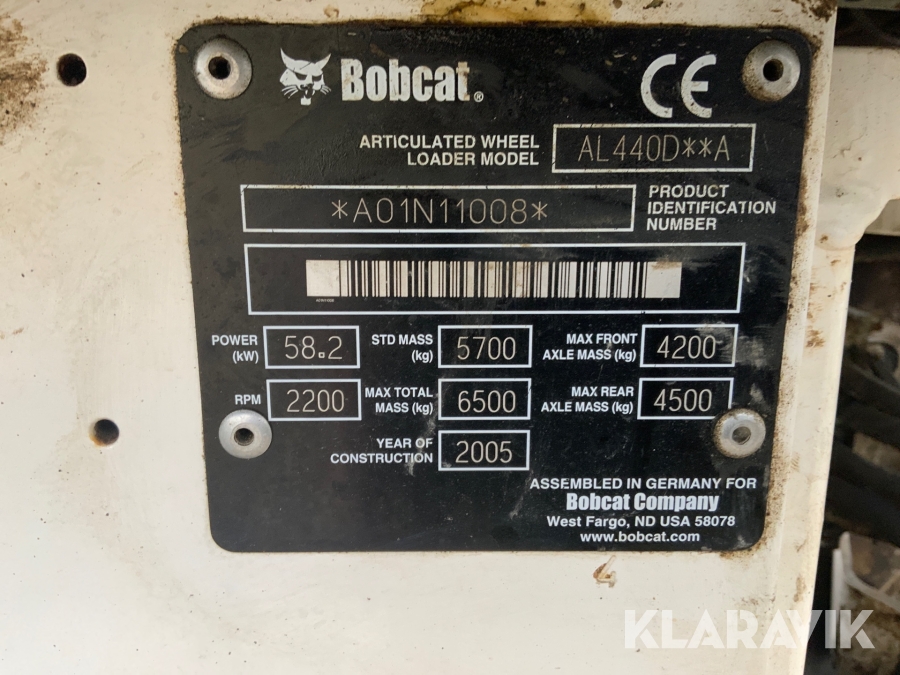 Bobcat®
CE
ARTICULATED WHEEL
LOADER MODEL
AL440D**A
*A01N11008*
PRODUCT
IDENTIFICATION
NUMBER
POWER
(kW)
58.2
STD MASS
(kg)
5700
MAX FRONT
AXLE MASS (kg)
4200
RPM
2200
MAX TOTAL
MASS (kg)
6500
MAX REAR
AXLE MASS (kg)
4500
YEAR OF
CONSTRUCTION
2005
ASSEMBLED IN GERMANY FOR
Bobcat Company
West Fargo, ND USA 58078
www.bobcat.com
KLARAVIK